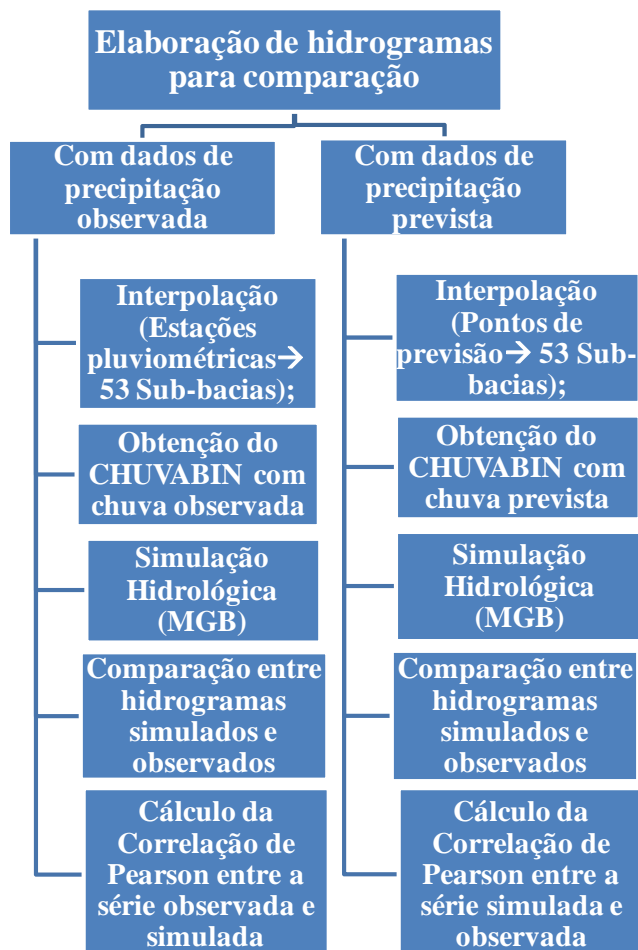 Elaboração de hidrogramas
para comparação
Com dados de
precipitação
observada
Interpolação
(Estações
pluviométricas→
53 Sub-bacias);
Obtenção do
CHUVABIN com
chuva observada
Simulação
Hidrológica
(MGB)
Comparação entre
hidrogramas
simulados e
observados
Cálculo da
Correlação de
Pearson entre a
série observada e
simulada
Com dados de
precipitação
prevista
Interpolação
(Pontos de
previsão→ 53 Sub-
bacias);
Obtenção do
CHUVABIN com
chuva prevista
Simulação
Hidrológica
(MGB)
Comparação entre
hidrogramas
simulados e
observados
Cálculo da
Correlação de
Pearson entre a
série simulada e
observada